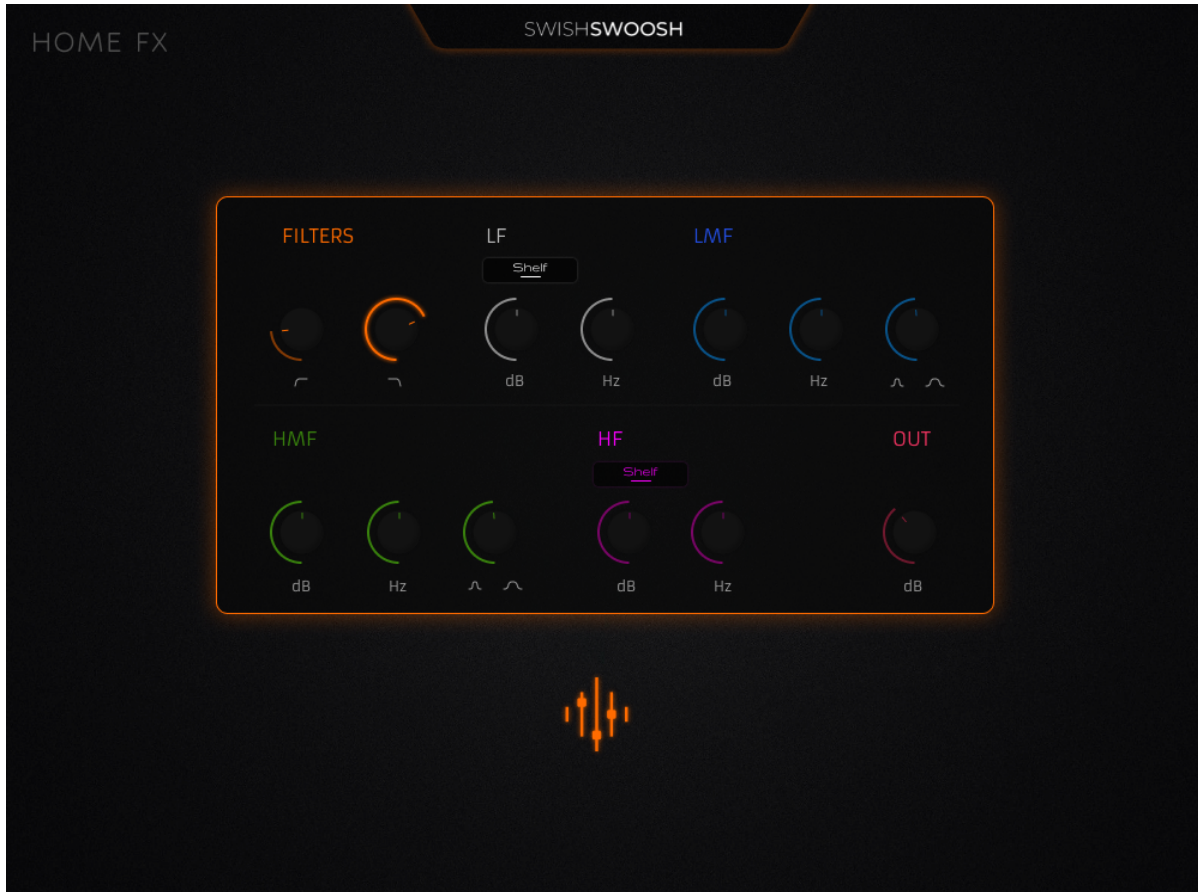 HOME FX
SWISHSWOOSH
FILTERS LF LMF
Shelf
dB Hz dB Hz
HMF HF OUT
Shelf
dB Hz dB Hz dB